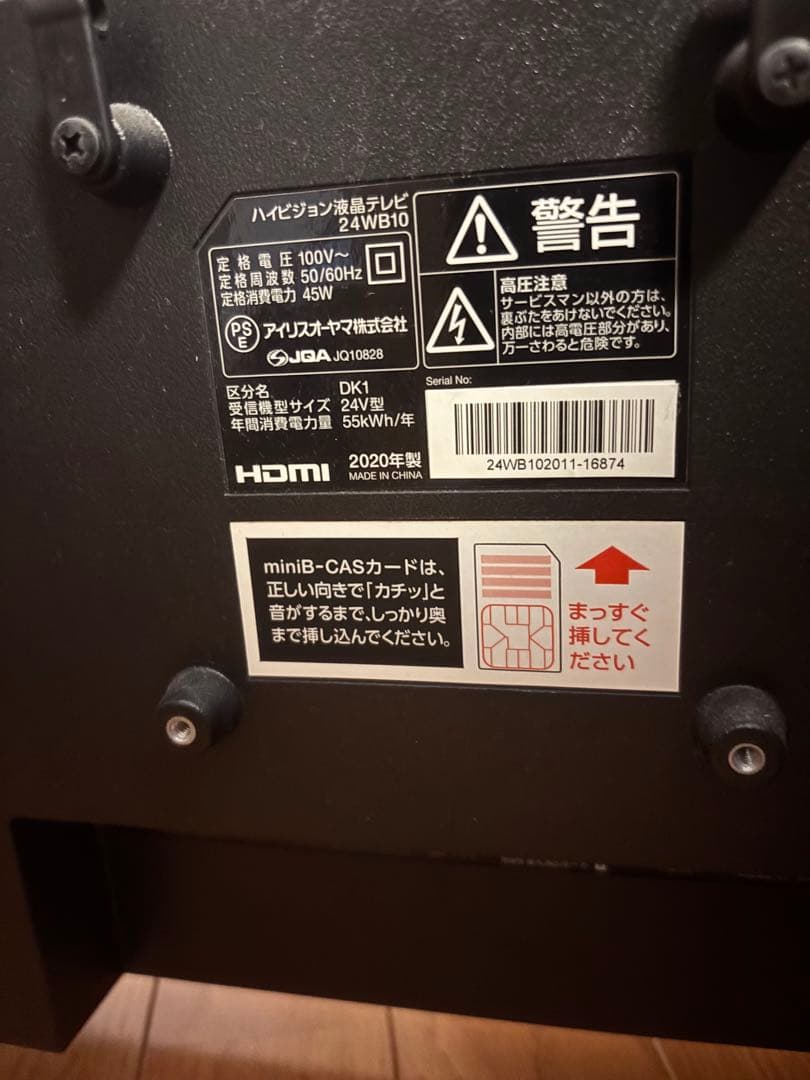 ハイビジョン液晶テレビ
24WB10
定格電圧 100V～
定格周波数 50/60Hz
定格消費電力 45W
PS
E
アイリスオーヤマ株式会社
JQA JQ10828
区分名 DK1
受信機型サイズ 24V型
年間消費電力量 55kWh/年
HDMI
2020年製
MADE IN CHINA
警告
高圧注意
サービスマン以外の方は、
裏ぶたをあけないでください。
内部には高電圧部分があり、
万一さわると危険です。
Serial No:
24WB102011-16874
miniB-CASカードは、
正しい向きで「カチッ」と
音がするまで、しっかり奥
まで挿し込んでください。
まっすぐ
挿してく
ださい